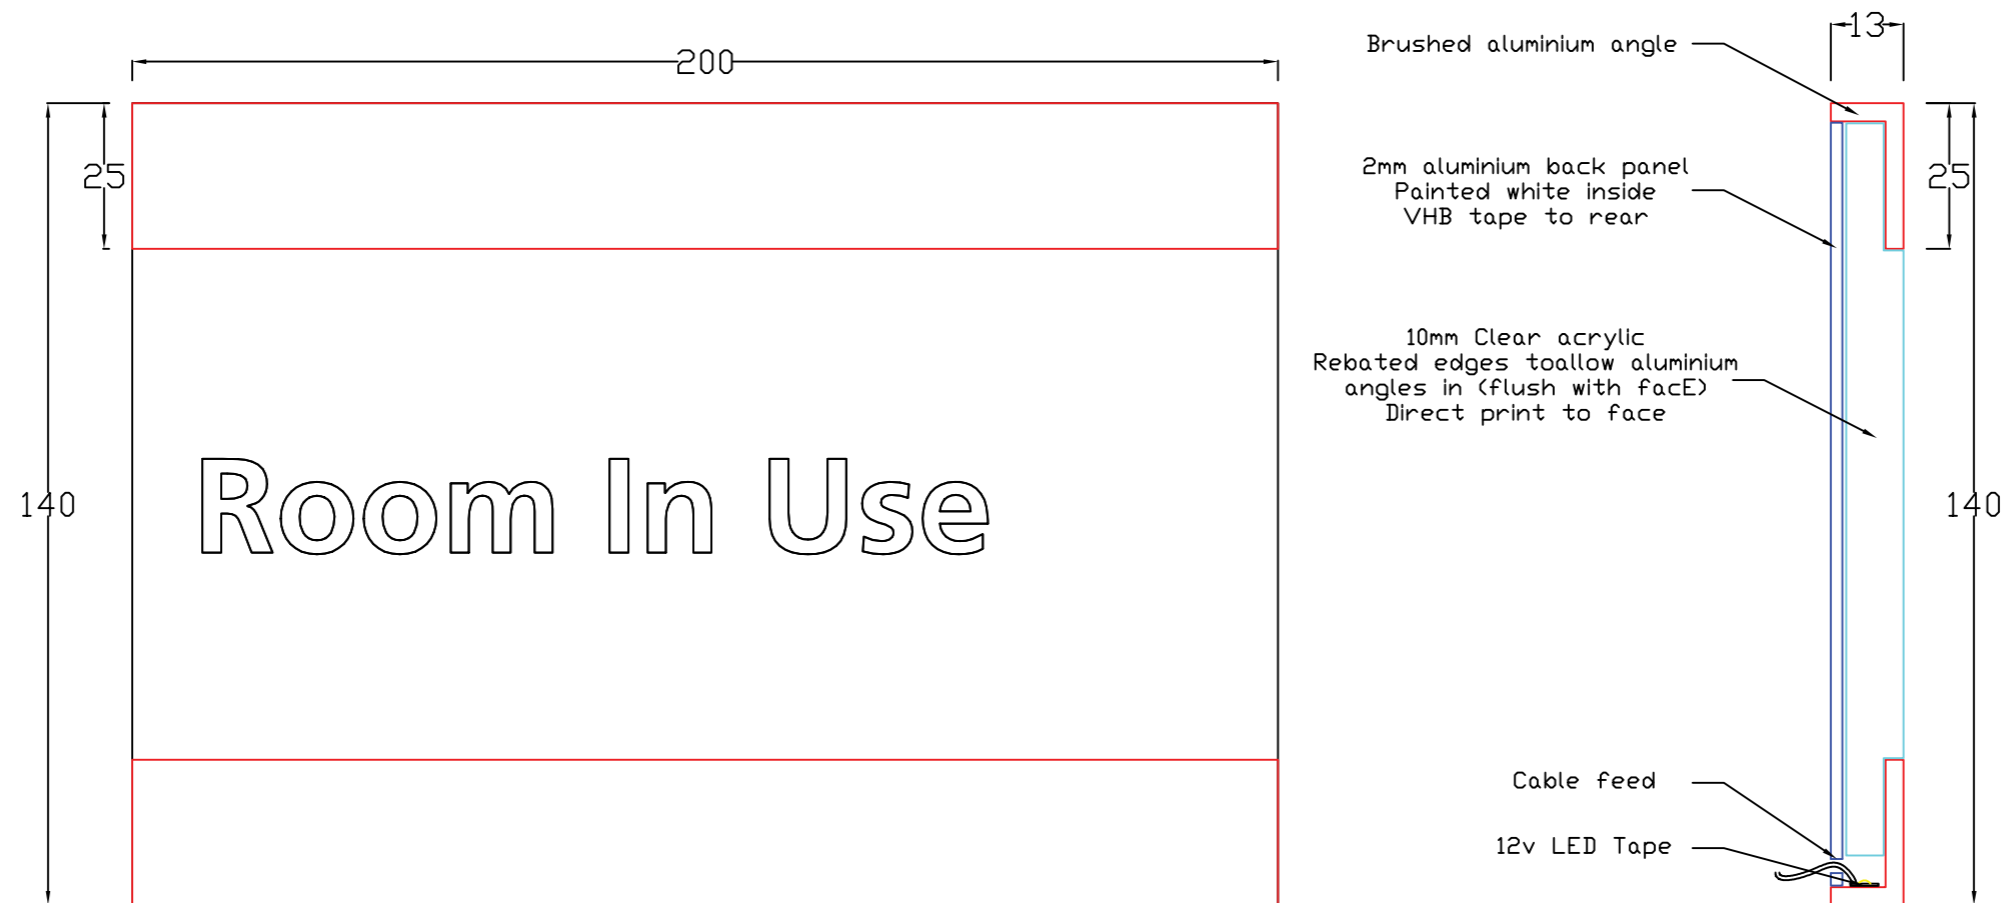 200
13
Brushed aluminium angle
25
25
2mm aluminium back panel
Painted white inside
VHB tape to rear
10mm Clear acrylic
Rebated edges toallow aluminium
angles in (flush with facE)
Direct print to face
Room In Use
140
140
Cable feed
12v LED Tape